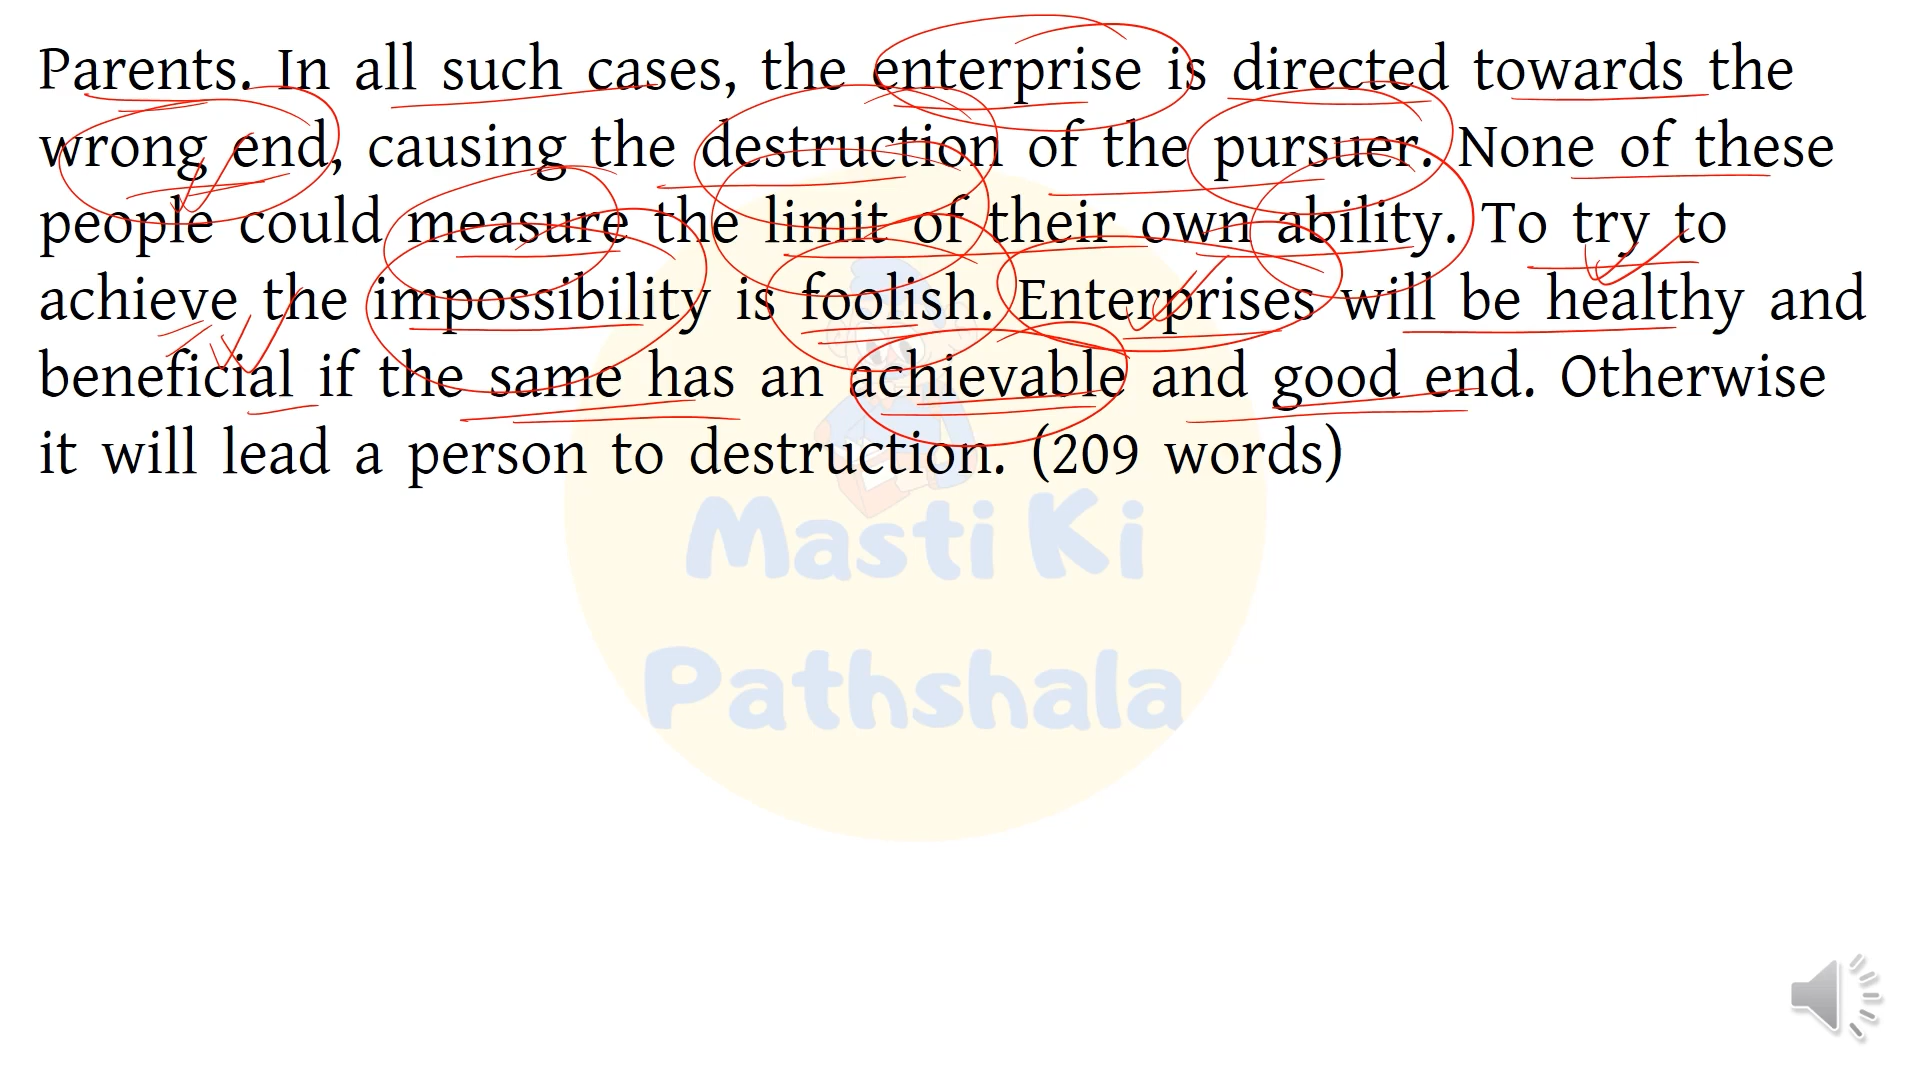 Parents. In all such cases, the enterprise is directed towards the
wrong end, causing the destruction of the pursuer. None of these
people could measure the limit of their own ability. To try to
achieve the impossibility is foolish. Enterprises will be healthy and
beneficial if the same has an achievable and good end. Otherwise
it will lead a person to destruction. (209 words)
Masti Ki
Pathshala